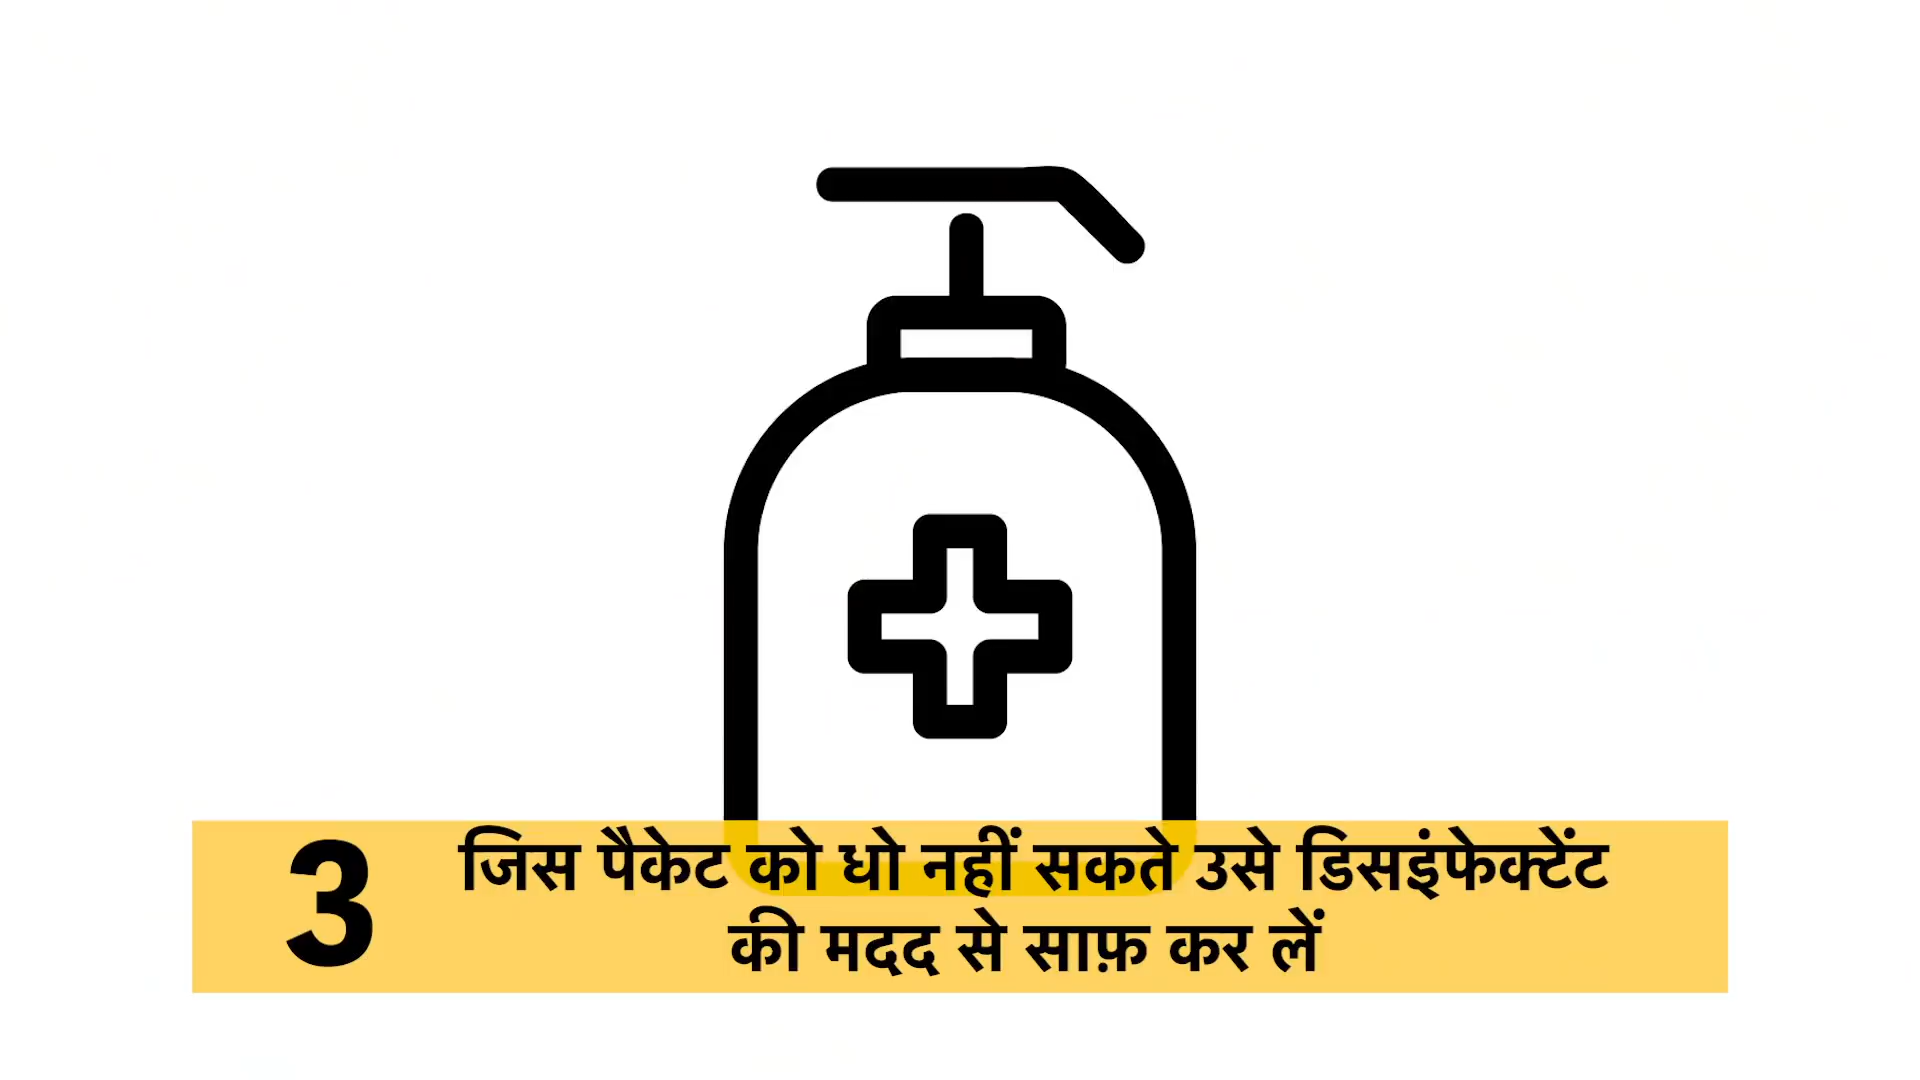 3
जिस पैकेट को धो नहीं सकते उसे डिसइंफेक्टेंट
की मदद से साफ़ कर लें